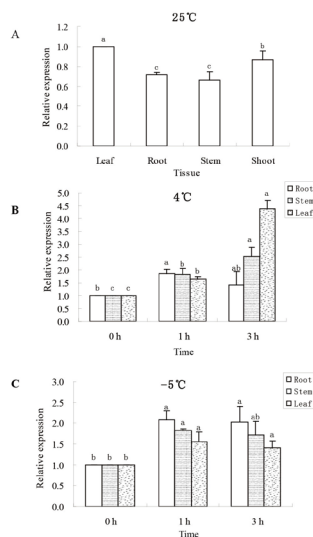 25℃
A
Relative expression
1.2
1.0
0.8
0.6
0.4
0.2
0.0
a
c
c
b
Leaf Root Stem Shoot
Tissue
B
4℃
Relative expression
5.0
4.5
4.0
3.5
3.0
2.5
2.0
1.5
1.0
0.5
0.0
b c c
a b b
ab a a
Root
Stem
Leaf
0 h 1 h 3 h
Time
C
-5℃
Relative expression
3.0
2.5
2.0
1.5
1.0
0.5
0.0
b b b
a a a
a ab a
Root
Stem
Leaf
0 h 1 h 3 h
Time